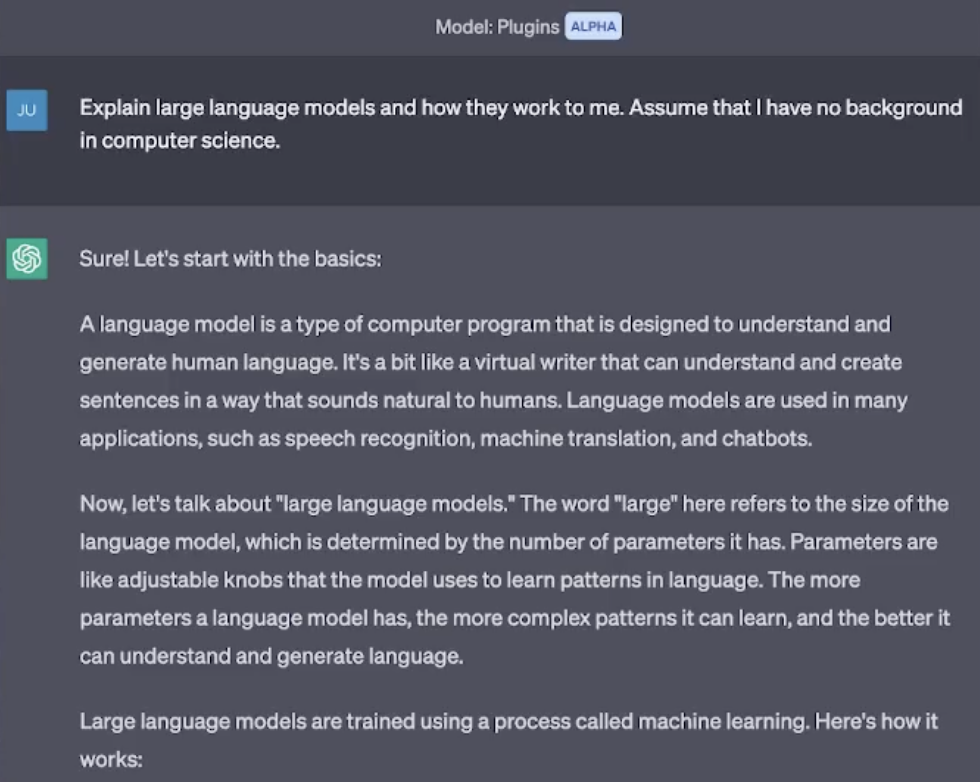 Model: Plugins ALPHA
JU
Explain large language models and how they work to me. Assume that I have no background
in computer science.
Sure! Let's start with the basics:
A language model is a type of computer program that is designed to understand and
generate human language. It's a bit like a virtual writer that can understand and create
sentences in a way that sounds natural to humans. Language models are used in many
applications, such as speech recognition, machine translation, and chatbots.
Now, let's talk about "large language models." The word "large" here refers to the size of the
language model, which is determined by the number of parameters it has. Parameters are
like adjustable knobs that the model uses to learn patterns in language. The more
parameters a language model has, the more complex patterns it can learn, and the better it
can understand and generate language.
Large language models are trained using a process called machine learning. Here's how it
works: